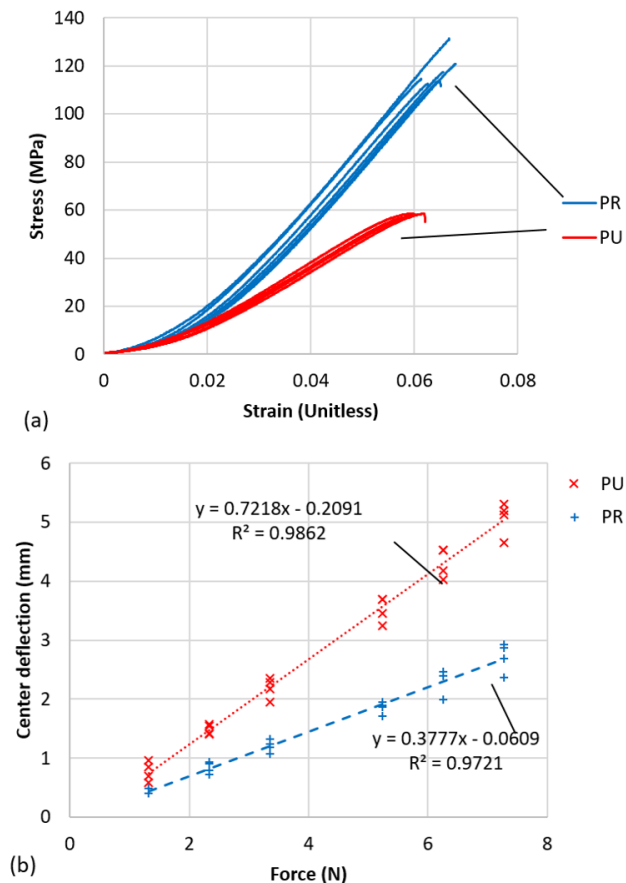 (a)
Stress (MPa)
140
120
100
80
60
40
20
0
0
0.02
0.04
0.06
0.08
Strain (Unitless)
PR
PU
(b)
Center deflection (mm)
6
5
4
3
2
1
0
0
2
4
6
8
Force (N)
y = 0.7218x - 0.2091
R² = 0.9862
y = 0.3777x - 0.0609
R² = 0.9721
PU
PR